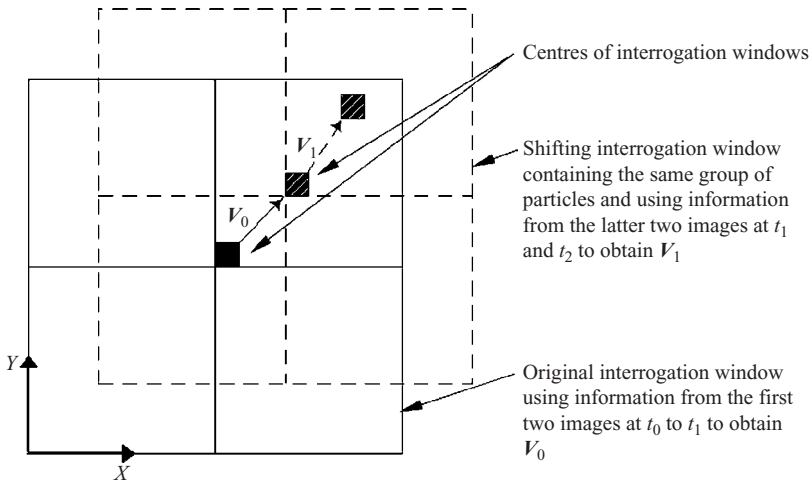 Centres of interrogation windows
V₁
Shifting interrogation window
containing the same group of
particles and using information
from the latter two images at t₁
and t₂ to obtain V₁
V₀
Y
X
Original interrogation window
using information from the first
two images at t₀ to t₁ to obtain
V₀